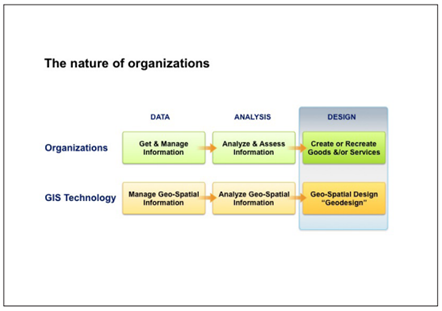 The nature of organizations
DATA ANALYSIS DESIGN
Organizations
Get & Manage
Information
Analyze & Assess
Information
Create or Recreate
Goods &/or Services
GIS Technology
Manage Geo-Spatial
Information
Analyze Geo-Spatial
Information
Geo-Spatial Design
“Geodesign”